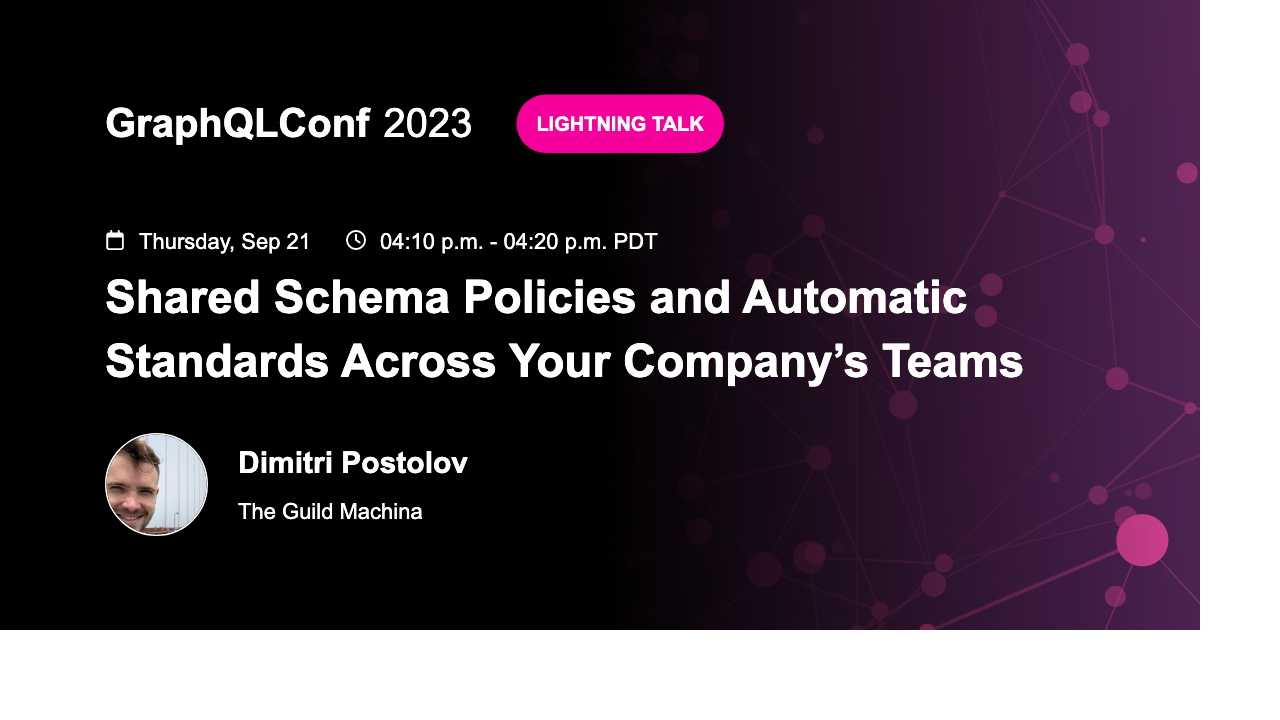 GraphQLConf 2023
LIGHTNING TALK
Thursday, Sep 21
04:10 p.m. - 04:20 p.m. PDT
Shared Schema Policies and Automatic
Standards Across Your Company’s Teams
Dimitri Postolov
The Guild Machina